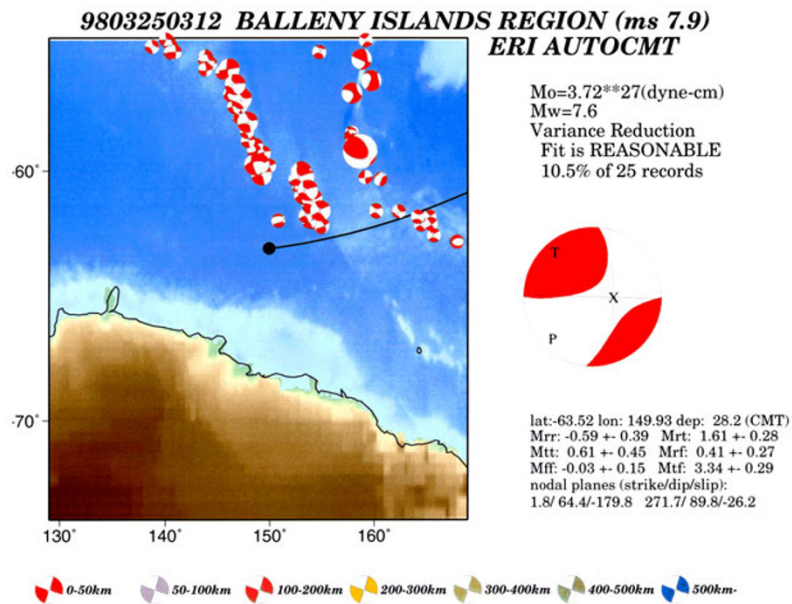 9803250312 BALLENY ISLANDS REGION (ms 7.9)
ERI AUTOCMT
Mo=3.72**27(dyne-cm)
Mw=7.6
Variance Reduction
Fit is REASONABLE
10.5% of 25 records
-60°
-70°
130° 140° 150° 160°
T
X
P
lat:-63.52 lon: 149.93 dep: 28.2 (CMT)
Mrr: -0.59 +- 0.39 Mrt: 1.61 +- 0.28
Mtt: 0.61 +- 0.45 Mrf: 0.41 +- 0.27
Mff: -0.03 +- 0.15 Mtf: 3.34 +- 0.29
nodal planes (strike/dip/slip):
1.8/ 64.4/-179.8 271.7/ 89.8/-26.2
0-50km 50-100km 100-200km 200-300km 300-400km 400-500km 500km-